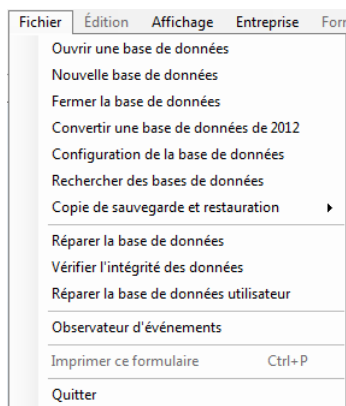 Fichier Édition Affichage Entreprise For
Ouvrir une base de données
Nouvelle base de données
Fermer la base de données
Convertir une base de données de 2012
Configuration de la base de données
Rechercher des bases de données
Copie de sauvegarde et restauration
Réparer la base de données
Vérifier l'intégrité des données
Réparer la base de données utilisateur
Observateur d'événements
Imprimer ce formulaire Ctrl+P
Quitter